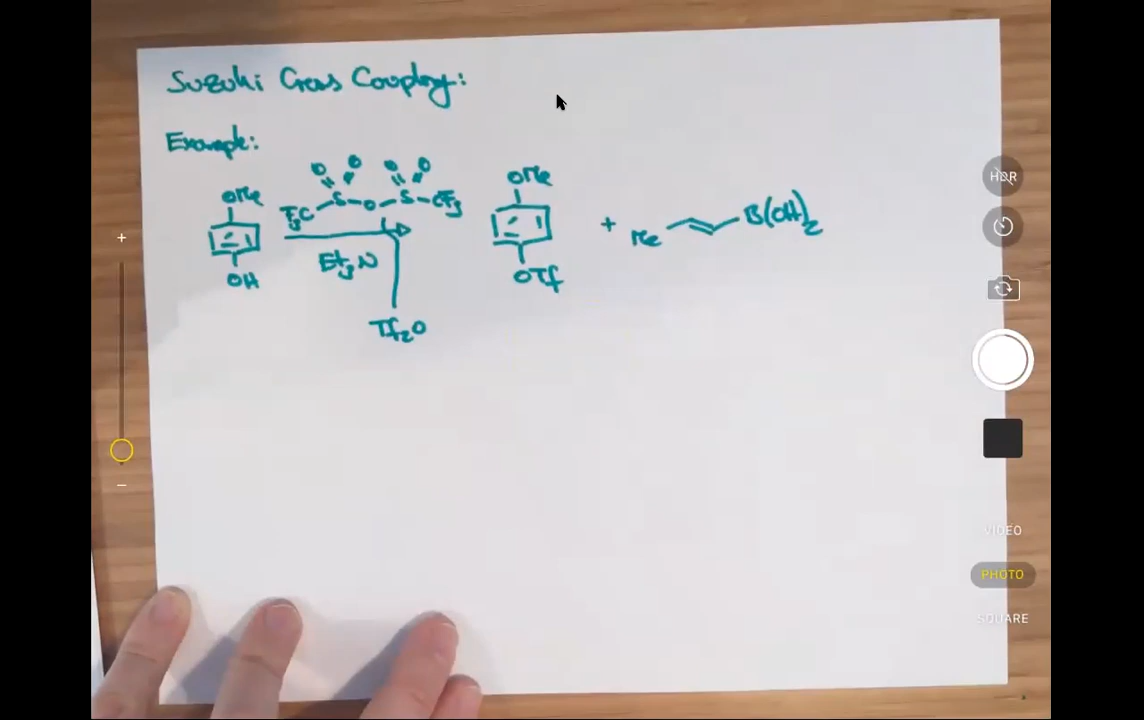 Suzuki Cross Coupling:
Example:
O O O O
OMe F₃C S O S CF₃ OMe
+ Me B(OH)₂
Et₃N
OH OTf
Tf₂O
HDR
+
−
VIDEO
PHOTO
SQUARE